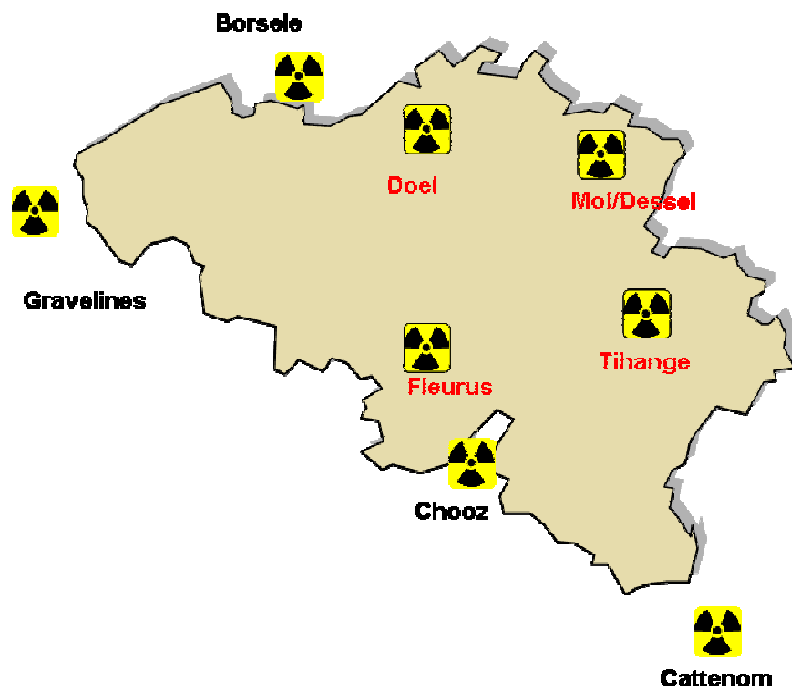 Borsele
Doel
Mol/Dessel
Gravelines
Tihange
Fleurus
Chooz
Cattenom